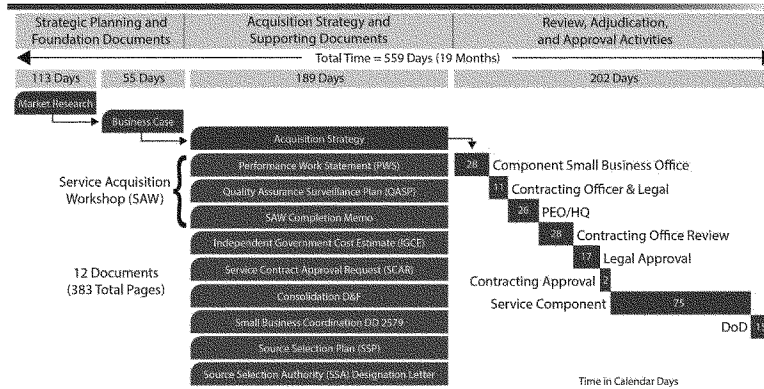 Strategic Planning and
Foundation Documents
Acquisition Strategy and
Supporting Documents
Review, Adjudication,
and Approval Activities
Total Time = 559 Days (19 Months)
113 Days
55 Days
189 Days
202 Days
Market Research
Business Case
Acquisition Strategy
Service Acquisition
Workshop (SAW)
Performance Work Statement (PWS)
Quality Assurance Surveillance Plan (QASP)
SAW Completion Memo
12 Documents
(383 Total Pages)
Independent Government Cost Estimate (IGCE)
Service Contract Approval Request (SCAR)
Consolidation D&F
Small Business Coordination DD 2579
Source Selection Plan (SSP)
Source Selection Authority (SSA) Designation Letter
28 Component Small Business Office
11 Contracting Officer & Legal
26 PEO/HQ
28 Contracting Office Review
17 Legal Approval
Contracting Approval 2
Service Component 75
DoD
Time in Calendar Days